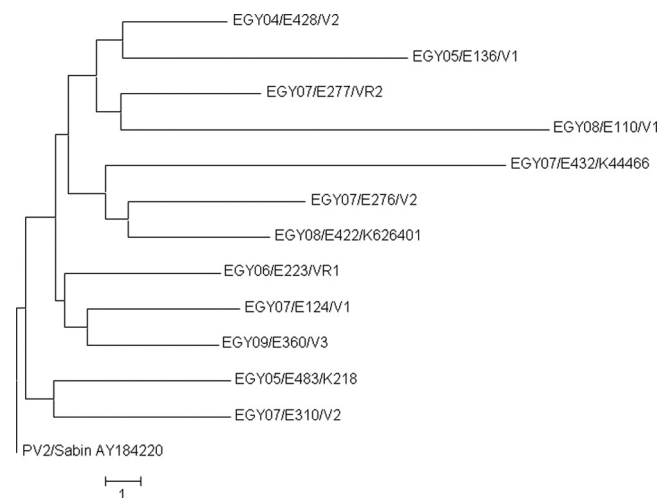 EGY04/E428/V2
EGY05/E136/V1
EGY07/E277/VR2
EGY08/E110/V1
EGY07/E432/K44466
EGY07/E276/V2
EGY08/E422/K626401
EGY06/E223/VR1
EGY07/E124/V1
EGY09/E360/V3
EGY05/E483/K218
EGY07/E310/V2
PV2/Sabin AY184220
1